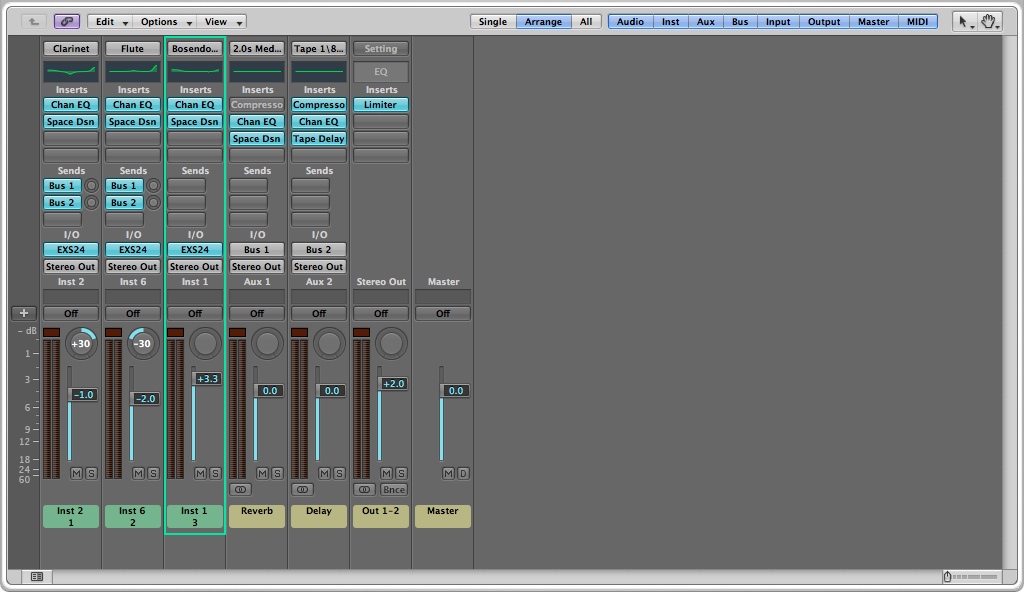 Edit Options View Single Arrange All Audio Inst Aux Bus Input Output Master MIDI
Clarinet Flute Bosendo... 2.0s Med... Tape 1\8... Setting
EQ
Inserts Inserts Inserts Inserts Inserts Inserts
Chan EQ Chan EQ Chan EQ Compresso Compresso Limiter
Space Dsn Space Dsn Space Dsn Chan EQ Chan EQ
Space Dsn Tape Delay
Sends Sends Sends Sends Sends
Bus 1 Bus 1
Bus 2 Bus 2
I/O I/O I/O I/O I/O
EXS24 EXS24 EXS24 Bus 1 Bus 2
Stereo Out Stereo Out Stereo Out Stereo Out Stereo Out
Inst 2 Inst 6 Inst 1 Aux 1 Aux 2 Stereo Out Master
+ Off Off Off Off Off Off Off
- dB
+30 -30
1
3 +3.3 +2.0
-1.0 -2.0 0.0 0.0 0.0
6
9
12
18
24 M S M S M S M S M S M S M D
60
Bnce
Inst 2 Inst 6 Inst 1 Reverb Delay Out 1-2 Master
1 2 3